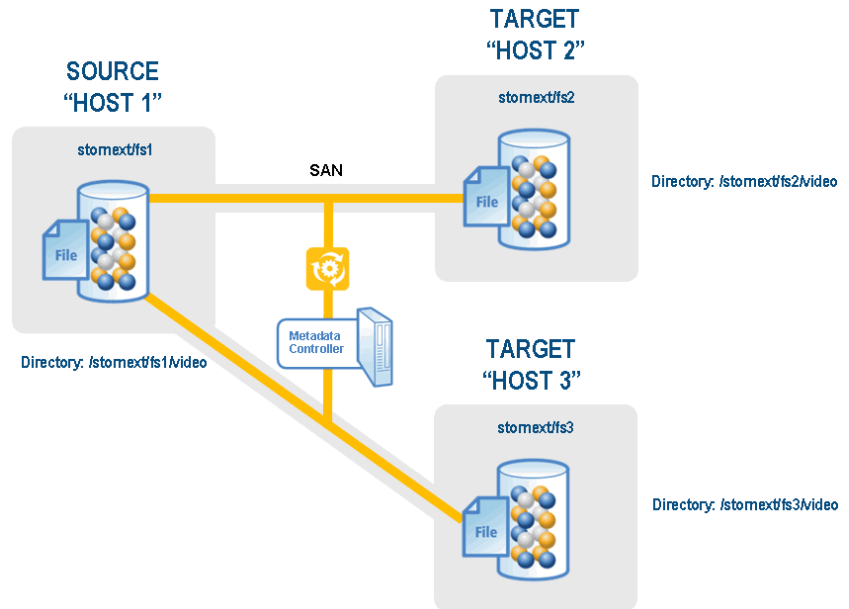 SOURCE
“HOST 1”
stornext/fs1
File
Directory: /stornext/fs1/video
SAN
Metadata
Controller
TARGET
“HOST 2”
stornext/fs2
File
Directory: /stornext/fs2/video
TARGET
“HOST 3”
stornext/fs3
File
Directory: /stornext/fs3/video